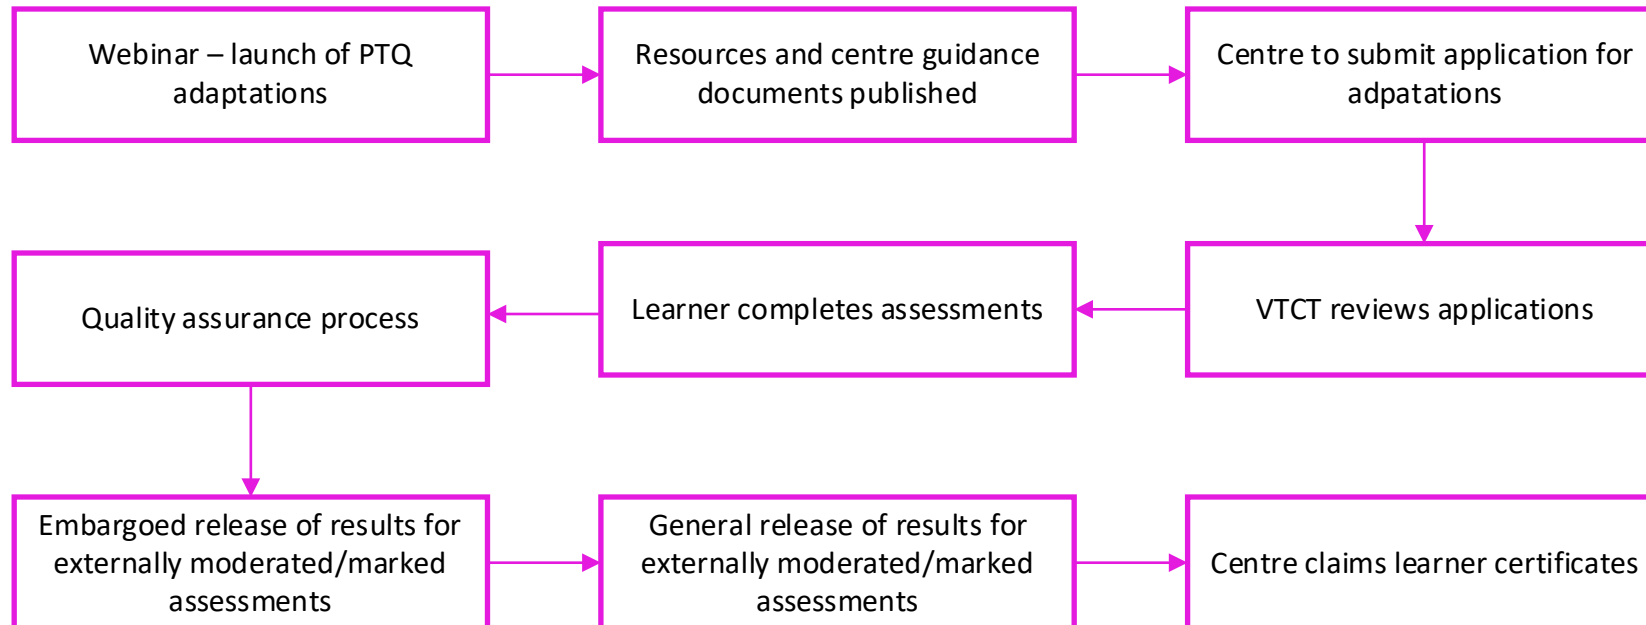 Webinar – launch of PTQ
adaptations
Resources and centre guidance
documents published
Centre to submit application for
adpatations
Quality assurance process
Learner completes assessments
VTCT reviews applications
Embargoed release of results for
externally moderated/marked
assessments
General release of results for
externally moderated/marked
assessments
Centre claims learner certificates